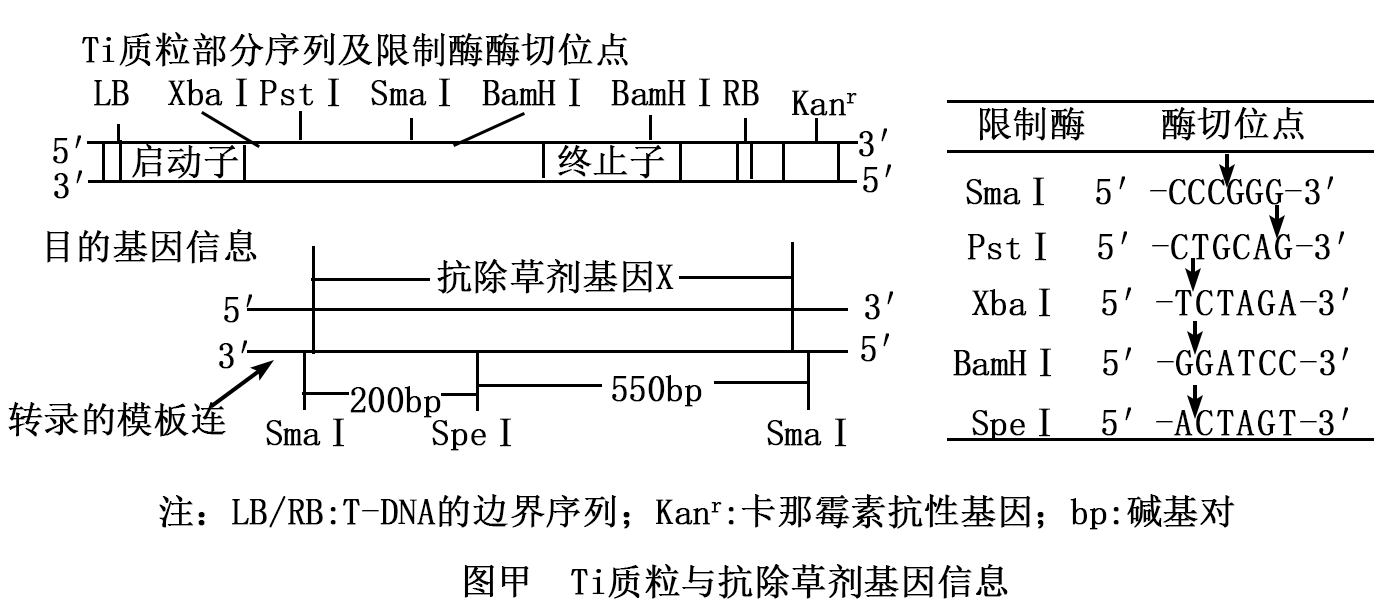 Ti质粒部分序列及限制酶酶切位点
LB XbaⅠ PstⅠ SmaⅠ BamHⅠ BamHⅠ RB Kanʳ
5′ 启动子 终止子 3′
3′ 5′
目的基因信息
抗除草剂基因X
5′ 3′
3′ 5′
200bp 550bp
转录的模板连
SmaⅠ SpeⅠ SmaⅠ
限制酶 酶切位点
SmaⅠ 5′ -CCCGGG-3′
PstⅠ 5′ -CTGCAG-3′
XbaⅠ 5′ -TCTAGA-3′
BamHⅠ 5′ -GGATCC-3′
SpeⅠ 5′ -ACTAGT-3′
注：LB/RB:T-DNA的边界序列；Kanʳ:卡那霉素抗性基因；bp:碱基对
图甲 Ti质粒与抗除草剂基因信息